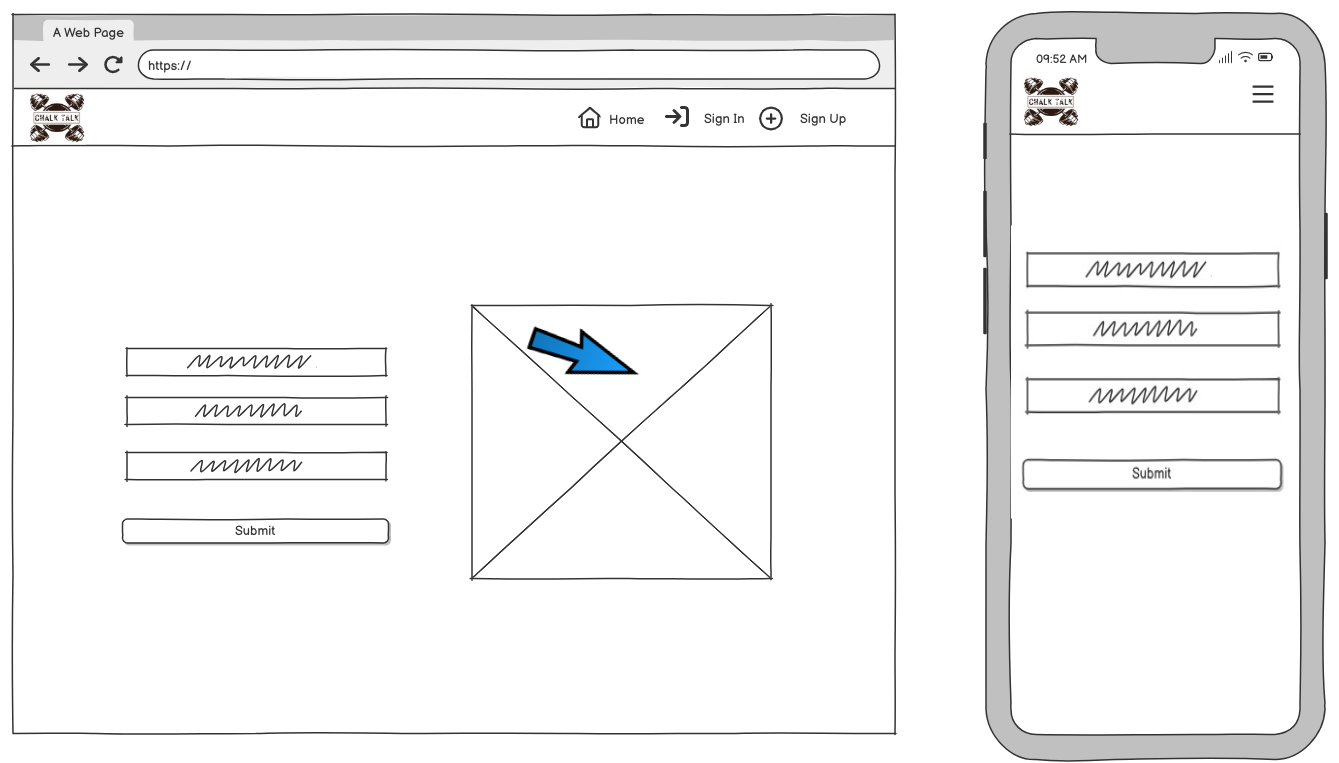 A Web Page
https://
CHALK TALK
Home
Sign In
Sign Up
Submit
09:52 AM
CHALK TALK
Submit